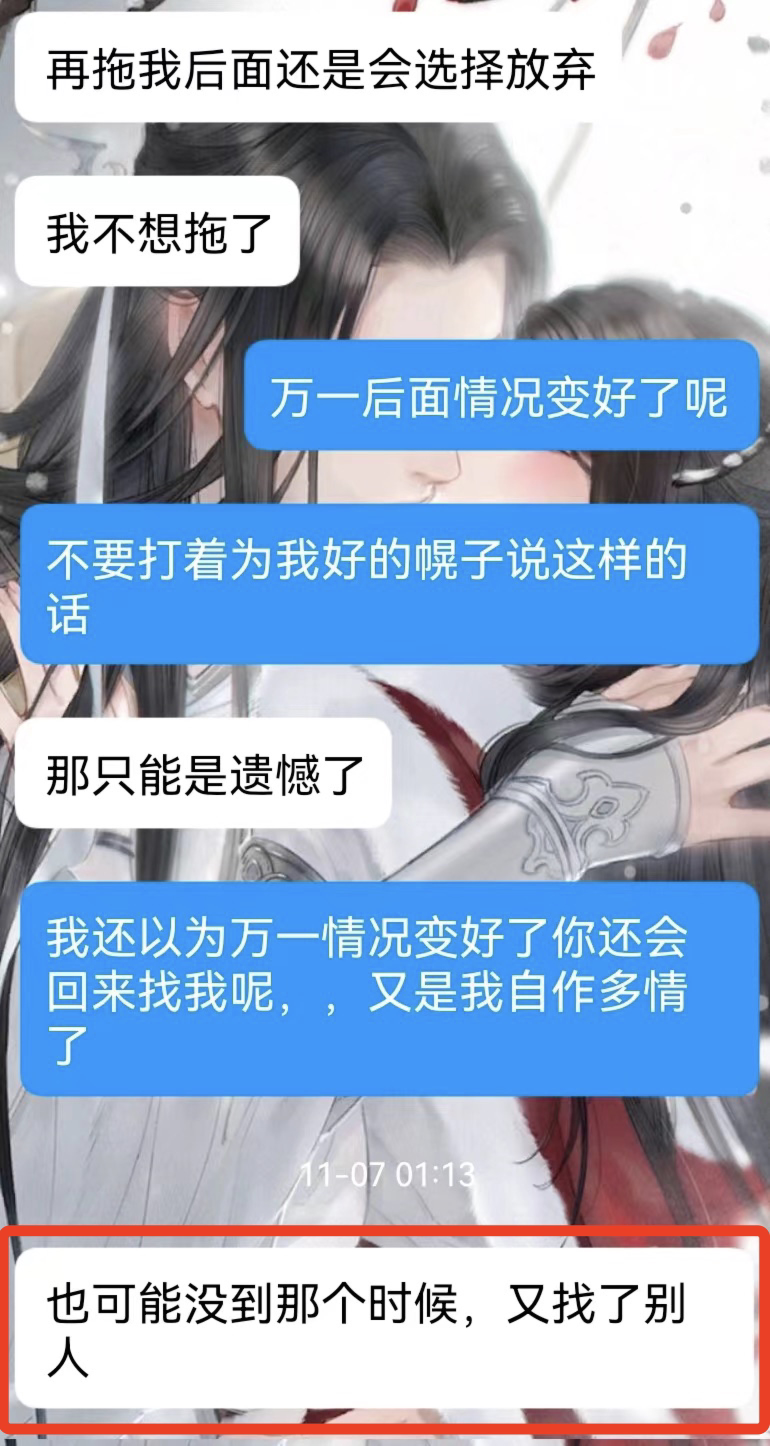 再拖我后面还是会选择放弃
我不想拖了
万一后面情况变好了呢
不要打着为我好的幌子说这样的
话
那只能是遗憾了
我还以为万一情况变好了你还会
回来找我呢，，又是我自作多情
了
11-07 01:13
也可能没到那个时候，又找了别
人